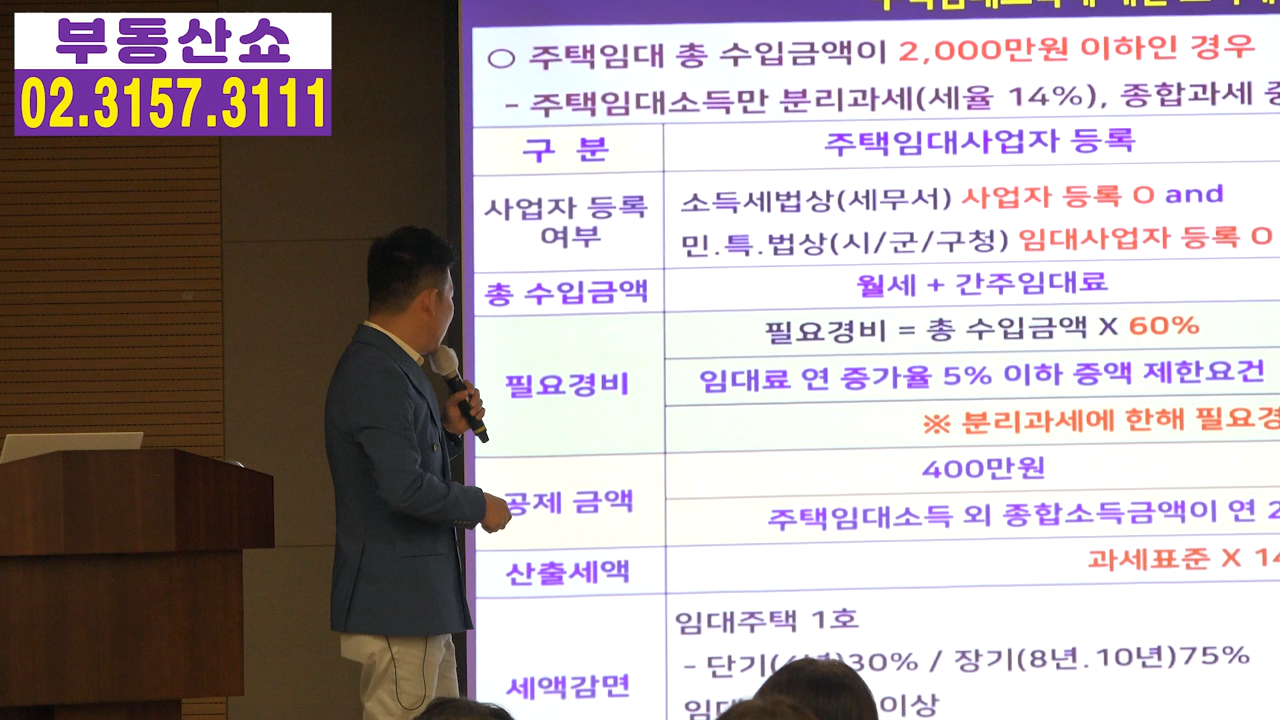 부동산쇼
02.3157.3111
○ 주택임대 총 수입금액이 2,000만원 이하인 경우
- 주택임대소득만 분리과세(세율 14%), 종합과세
구 분 주택임대사업자 등록
사업자 등록 여부
소득세법상(세무서) 사업자 등록 O and
민.특.법상(시/군/구청) 임대사업자 등록 O
총 수입금액 월세 + 간주임대료
필요경비
필요경비 = 총 수입금액 X 60%
임대료 연 증가율 5% 이하 증액 제한요건
※ 분리과세에 한해
공제 금액
400만원
주택임대소득 외 종합소득금액이 연
산출세액 과세표준 X
세액감면
임대주택 1호
- 단기(4년)30% / 장기(8년.10년)75%
이상